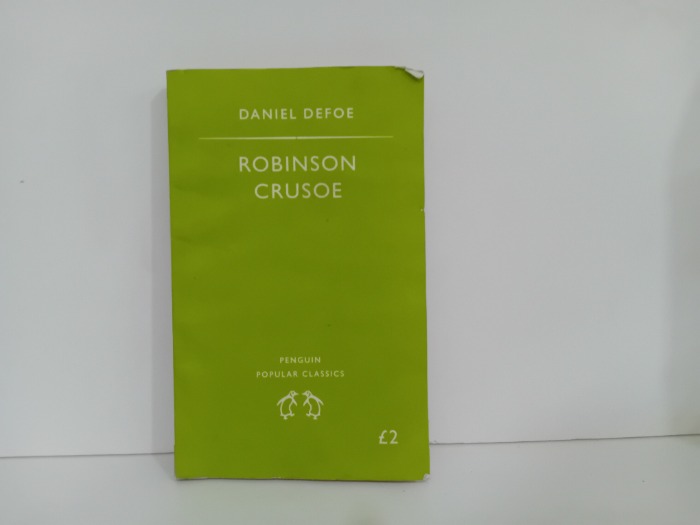 DANIEL DEFOE
ROBINSON
CRUSOE
PENGUIN
POPULAR CLASSICS
£2